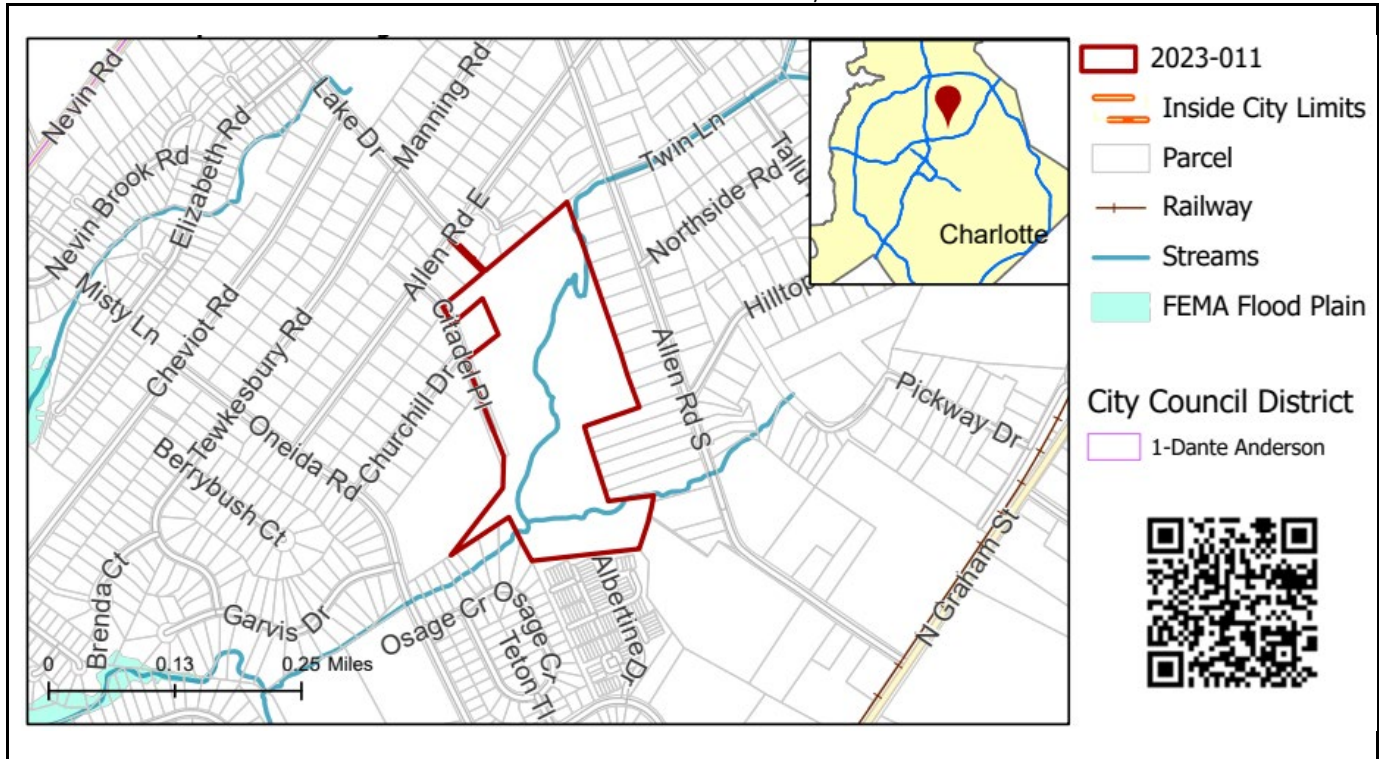 Nevin Rd
Lake Dr
Manning Rd
Twin Ln
Elizabeth Rd
Nevin Brook Rd
Northside Rd
Allen Rd E
Charlotte
Misty Ln
Cheviot Rd
Citadel Pl
Allen Rd S
Tewkesbury Rd
Churchill Dr
Oneida Rd
Pickway Dr
Berrybush Ct
N Graham St
Brenda Ct
Garvis Dr
Osage Cr
Osage Cr
Albertine Dr
Teton Tl
0 0.13 0.25 Miles
2023-011
Inside City Limits
Parcel
Railway
Streams
FEMA Flood Plain
City Council District
1-Dante Anderson